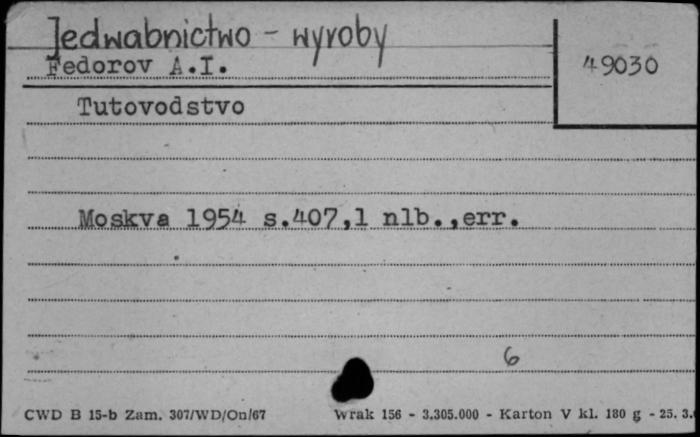 Jedwabnictwo - wyroby
Fedorov A.I.
49030
Tutovodstvo
Moskva 1954 s.407,1 nlb.,err.
6
CWD B 15-b Zam. 307/WD/On/67 Wrak 156 - 3.305.000 - Karton V kl. 180 g - 25. 3.